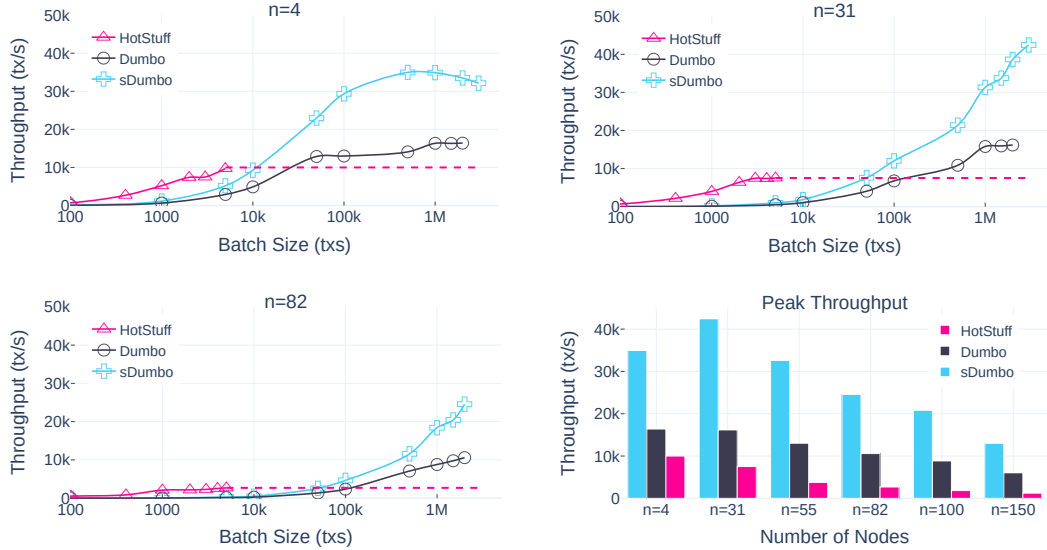 n=4
50k
40k
30k
20k
10k
0
Throughput (tx/s)
HotStuff
Dumbo
sDumbo
100
1000
10k
100k
1M
Batch Size (txs)
n=31
50k
40k
30k
20k
10k
0
Throughput (tx/s)
HotStuff
Dumbo
sDumbo
100
1000
10k
100k
1M
Batch Size (txs)
n=82
50k
40k
30k
20k
10k
0
Throughput (tx/s)
HotStuff
Dumbo
sDumbo
100
1000
10k
100k
1M
Batch Size (txs)
Peak Throughput
40k
30k
20k
10k
0
Throughput (tx/s)
HotStuff
Dumbo
sDumbo
n=4
n=31
n=55
n=82
n=100
n=150
Number of Nodes